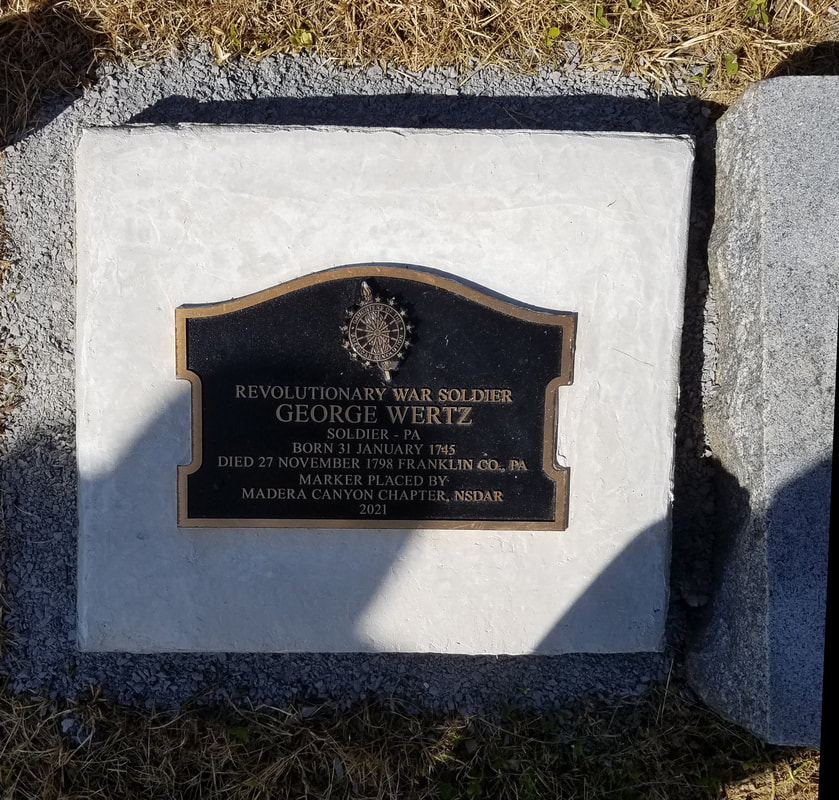 REVOLUTIONARY WAR SOLDIER
GEORGE WERTZ
SOLDIER - PA
BORN 31 JANUARY 1745
DIED 27 NOVEMBER 1798 FRANKLIN CO., PA
MARKER PLACED BY
MADERA CANYON CHAPTER, NSDAR
2021